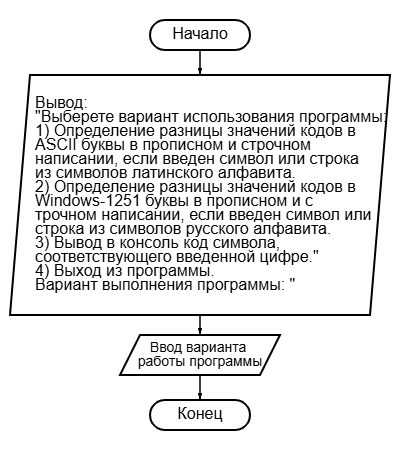 Начало
Вывод:
"Выберете вариант использования программы:
1) Определение разницы значений кодов в
ASCII буквы в прописном и строчном
написании, если введен символ или строка
из символов латинского алфавита.
2) Определение разницы значений кодов в
Windows-1251 буквы в прописном и с
трочном написании, если введен символ или
строка из символов русского алфавита.
3) Вывод в консоль код символа,
соответствующего введенной цифре."
4) Выход из программы.
Вариант выполнения программы: "
Ввод варианта
работы программы
Конец